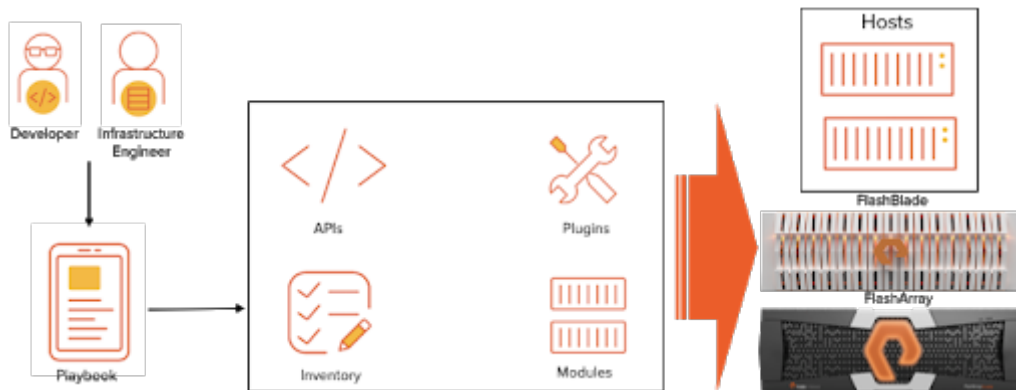 Developer
Infrastructure
Engineer
Playbook
</>
APIs
Plugins
Inventory
Modules
Hosts
FlashBlade
FlashArray